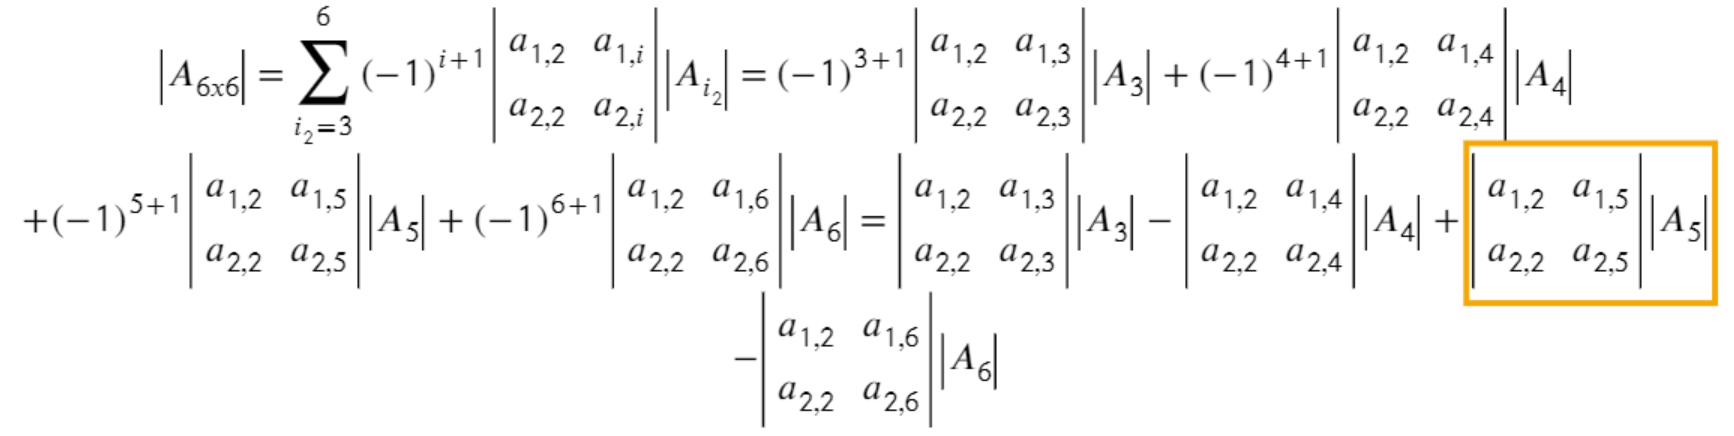 $|A_{6x6}| = \sum_{i_2=3}^{6} (-1)^{i+1} \begin{vmatrix} a_{1,2} & a_{1,i} \\ a_{2,2} & a_{2,i} \end{vmatrix} |A_{i_2}| = (-1)^{3+1} \begin{vmatrix} a_{1,2} & a_{1,3} \\ a_{2,2} & a_{2,3} \end{vmatrix} |A_3| + (-1)^{4+1} \begin{vmatrix} a_{1,2} & a_{1,4} \\ a_{2,2} & a_{2,4} \end{vmatrix} |A_4|$
$+(-1)^{5+1} \begin{vmatrix} a_{1,2} & a_{1,5} \\ a_{2,2} & a_{2,5} \end{vmatrix} |A_5| + (-1)^{6+1} \begin{vmatrix} a_{1,2} & a_{1,6} \\ a_{2,2} & a_{2,6} \end{vmatrix} |A_6| = \begin{vmatrix} a_{1,2} & a_{1,3} \\ a_{2,2} & a_{2,3} \end{vmatrix} |A_3| - \begin{vmatrix} a_{1,2} & a_{1,4} \\ a_{2,2} & a_{2,4} \end{vmatrix} |A_4| + \begin{vmatrix} a_{1,2} & a_{1,5} \\ a_{2,2} & a_{2,5} \end{vmatrix} |A_5|$
$- \begin{vmatrix} a_{1,2} & a_{1,6} \\ a_{2,2} & a_{2,6} \end{vmatrix} |A_6|$